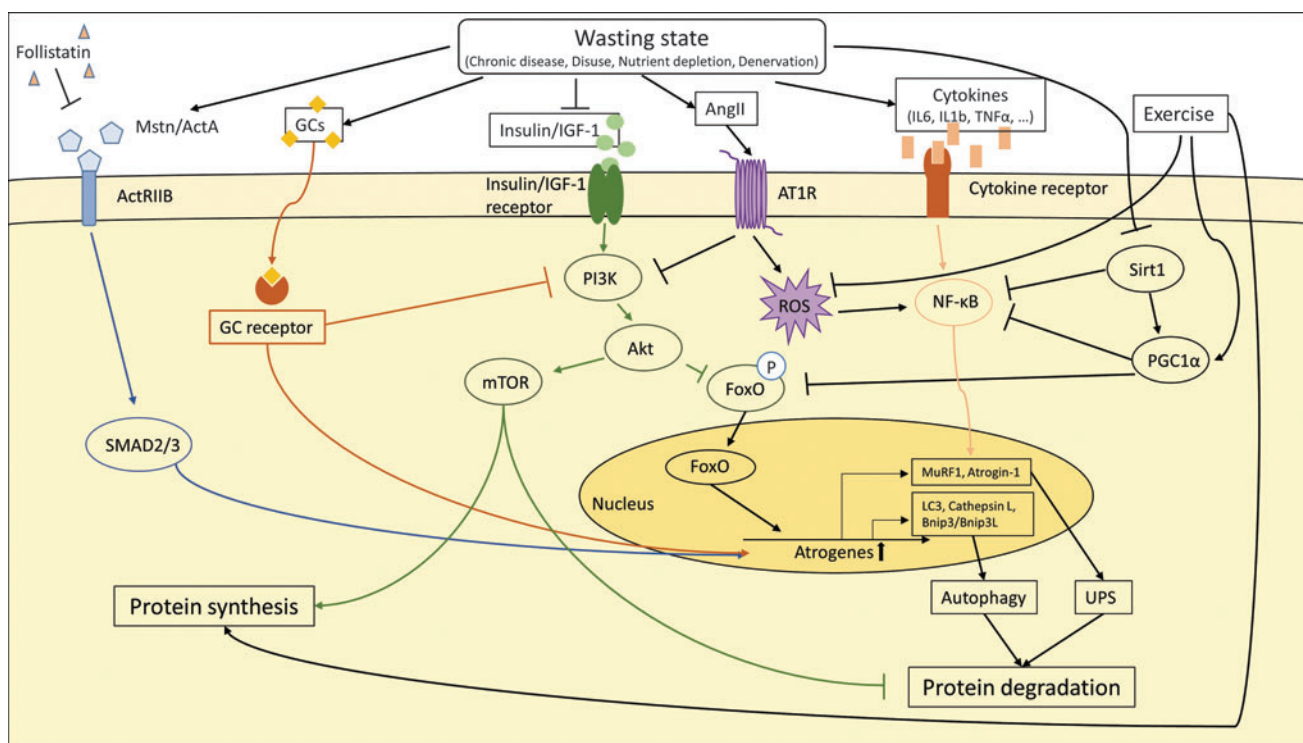 Wasting state
(Chronic disease, Disuse, Nutrient depletion, Denervation)
Follistatin
Mstn/ActA
GCs
Insulin/IGF-1
AngII
Cytokines
(IL6, IL1b, TNFα, ...)
Exercise
ActRIIB
Insulin/IGF-1
receptor
AT1R
Cytokine receptor
PI3K
ROS
NF-κB
Sirt1
GC receptor
Akt
PGC1α
mTOR
P
FoxO
SMAD2/3
FoxO
MuRF1, Atrogin-1
Nucleus
LC3, Cathepsin L,
Bnip3/Bnip3L
Atrogenes
Protein synthesis
Autophagy
UPS
Protein degradation